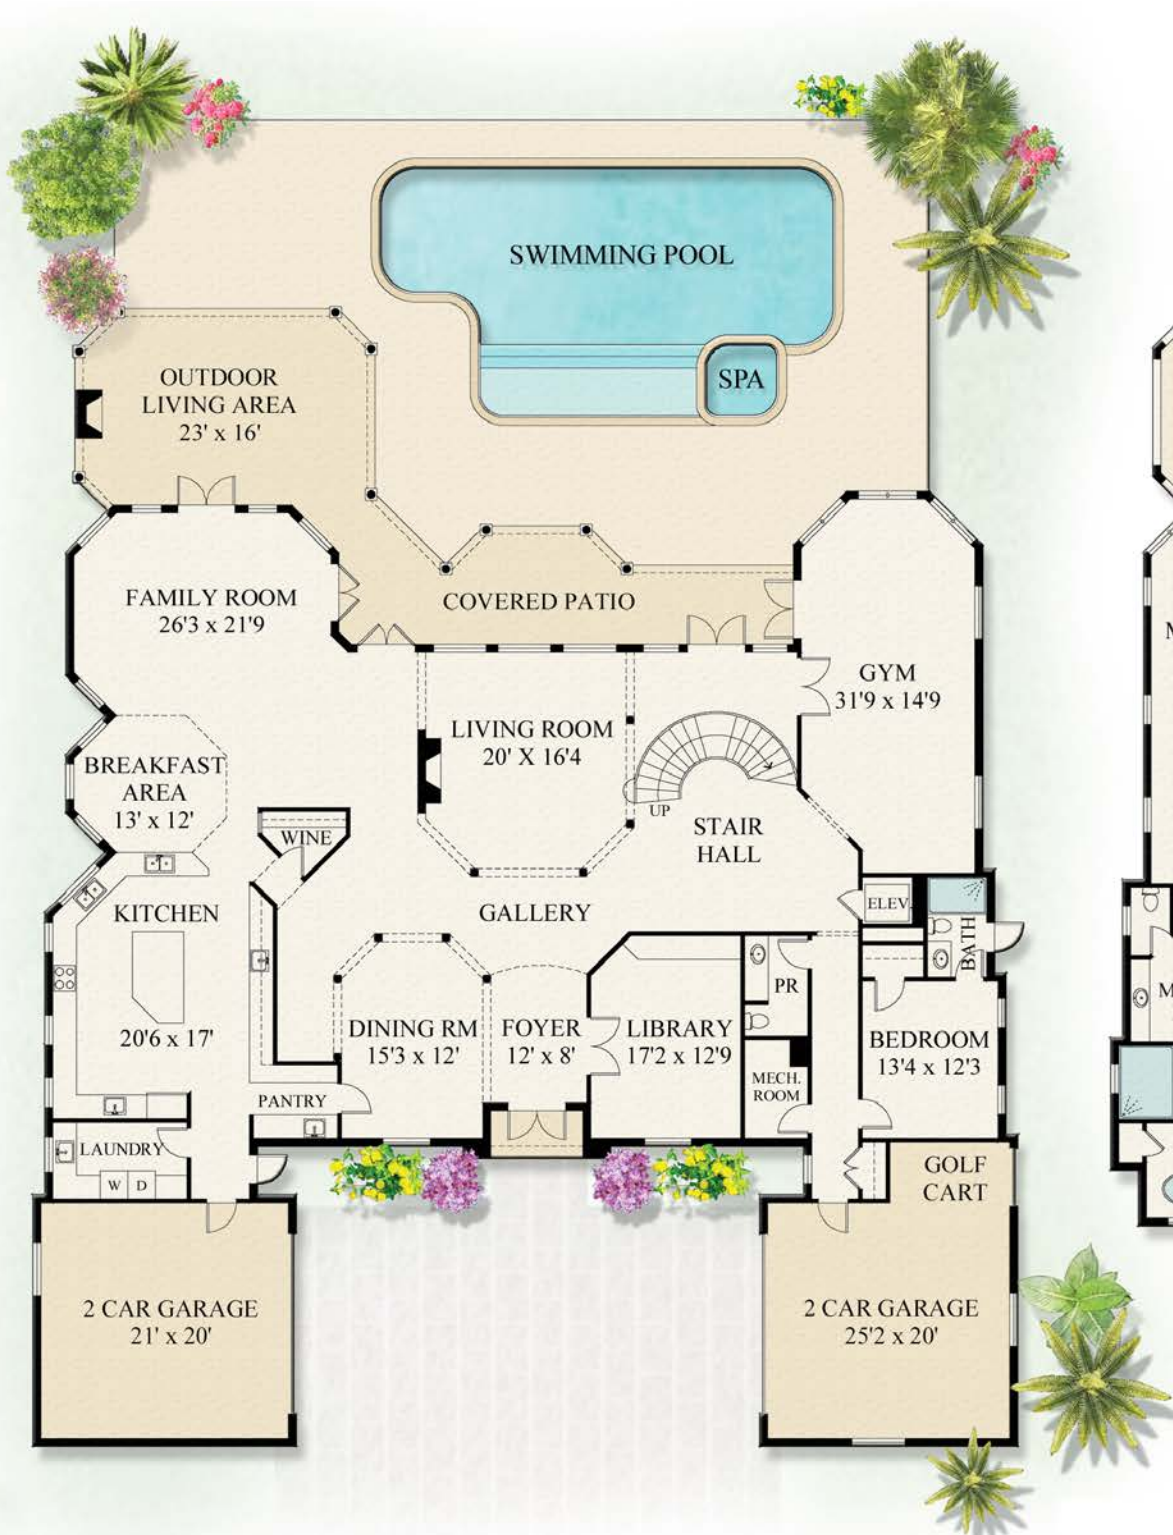 SWIMMING POOL
SPA
OUTDOOR
LIVING AREA
23' x 16'
COVERED PATIO
FAMILY ROOM
26'3 x 21'9
GYM
31'9 x 14'9
LIVING ROOM
20' X 16'4
BREAKFAST
AREA
13' x 12'
UP
STAIR
HALL
WINE
KITCHEN
20'6 x 17'
GALLERY
ELEV
BATH
PR
DINING RM
15'3 x 12'
FOYER
12' x 8'
LIBRARY
17'2 x 12'9
BEDROOM
13'4 x 12'3
MECH.
ROOM
PANTRY
LAUNDRY
W D
GOLF
CART
2 CAR GARAGE
21' x 20'
2 CAR GARAGE
25'2 x 20'
M
M